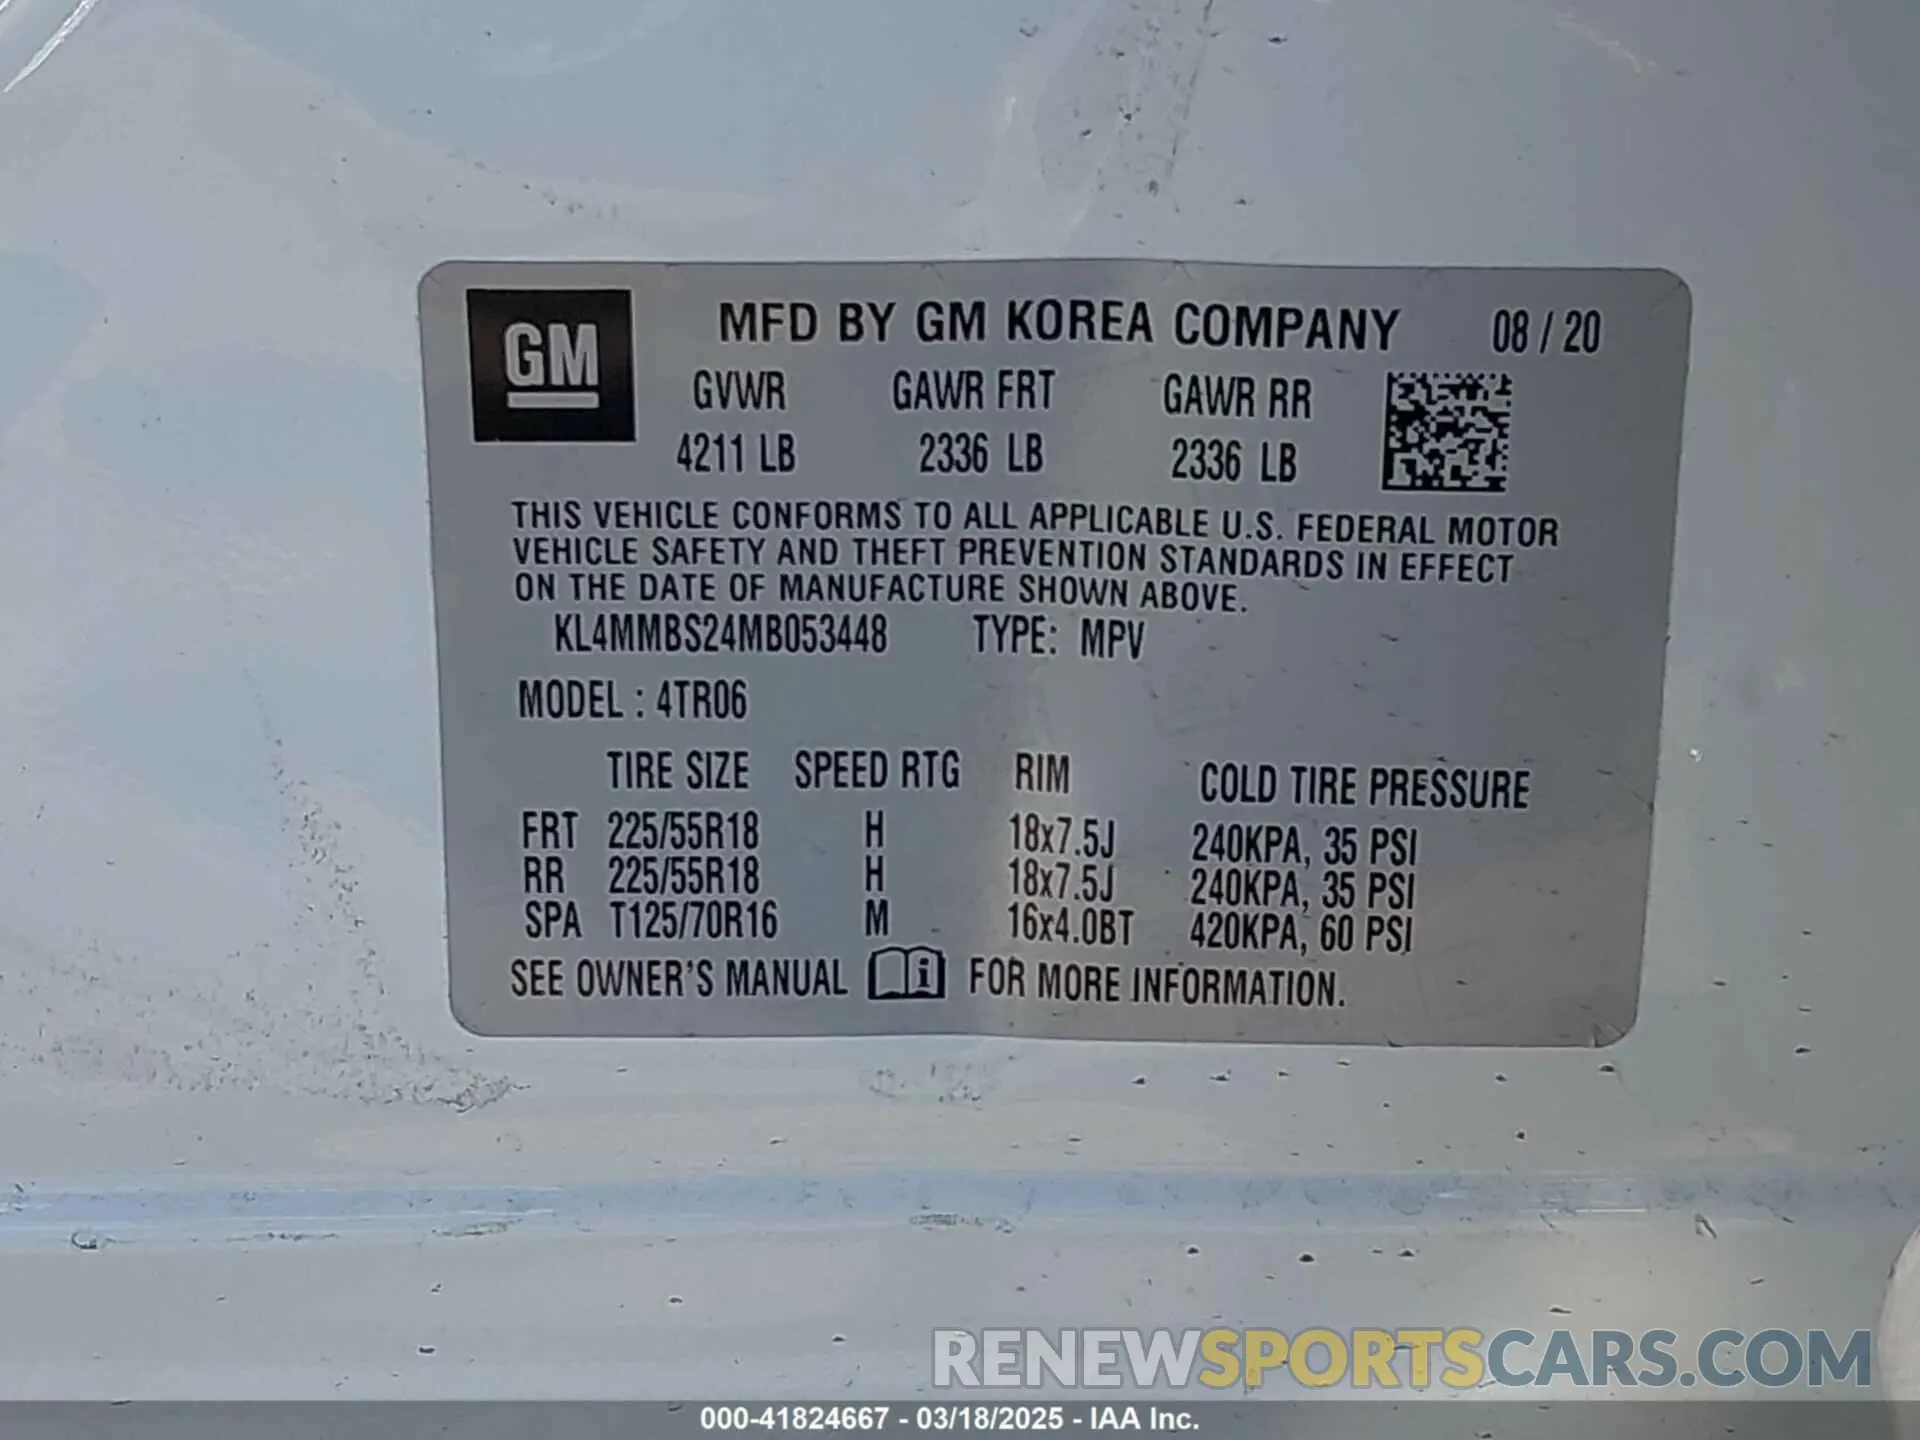 GM
MFD BY GM KOREA COMPANY 08 / 20
GVWR GAWR FRT GAWR RR
4211 LB 2336 LB 2336 LB
THIS VEHICLE CONFORMS TO ALL APPLICABLE U.S. FEDERAL MOTOR
VEHICLE SAFETY AND THEFT PREVENTION STANDARDS IN EFFECT
ON THE DATE OF MANUFACTURE SHOWN ABOVE.
KL4MMBS24MB053448 TYPE: MPV
MODEL : 4TR06
TIRE SIZE SPEED RTG RIM COLD TIRE PRESSURE
FRT 225/55R18 H 18x7.5J 240KPA, 35 PSI
RR 225/55R18 H 18x7.5J 240KPA, 35 PSI
SPA T125/70R16 M 16x4.0BT 420KPA, 60 PSI
SEE OWNER'S MANUAL i FOR MORE INFORMATION.
RENEWSPORTSCARS.COM
000-41824667 - 03/18/2025 - IAA Inc.